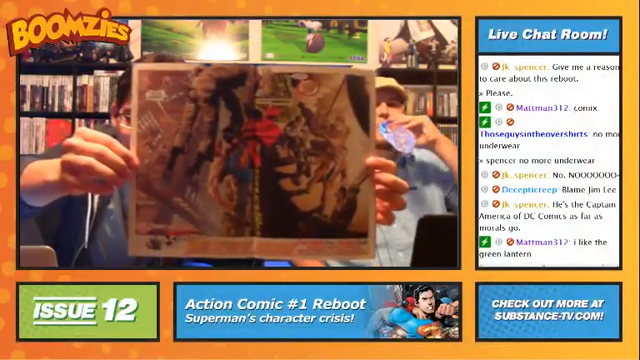 BOOMZIES
SEGA
Live Chat Room!
Jk_spencer: Give me a reason
to care about this reboot.
» Please.
Mattman312: comix
Thoseguysintheovershirts: no mor
underwear
» spencer no more underwear
Jk_spencer: No, NOOOOOOO-
Decepticreep: Blame Jim Lee
Jk_spencer: He's the Captain
America of DC Comics as far as
morals go.
Mattman312: i like the
green lantern
ISSUE 12
Action Comic #1 Reboot
Superman's character crisis!
CHECK OUT MORE AT
SUBSTANCE-TV.COM!